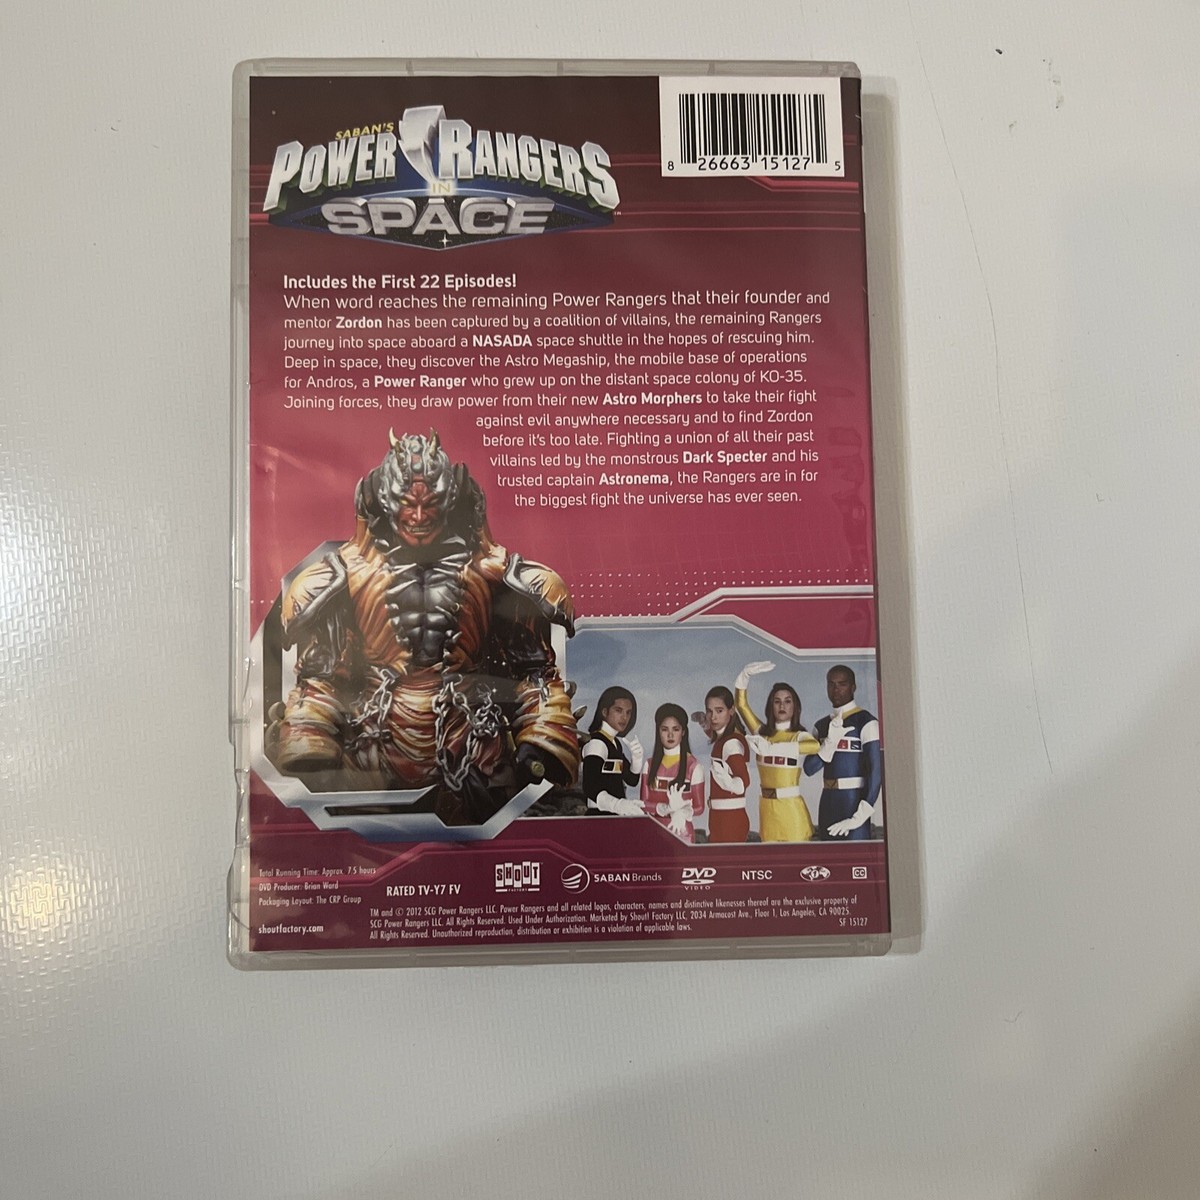 SABAN'S
POWER RANGERS
IN
SPACE
TM
8 26663 15127 5
Includes the First 22 Episodes!
When word reaches the remaining Power Rangers that their founder and
mentor Zordon has been captured by a coalition of villains, the remaining Rangers
journey into space aboard a NASADA space shuttle in the hopes of rescuing him.
Deep in space, they discover the Astro Megaship, the mobile base of operations
for Andros, a Power Ranger who grew up on the distant space colony of KO-35.
Joining forces, they draw power from their new Astro Morphers to take their fight
against evil anywhere necessary and to find Zordon
before it's too late. Fighting a union of all their past
villains led by the monstrous Dark Specter and his
trusted captain Astronema, the Rangers are in for
the biggest fight the universe has ever seen.
Total Running Time: Approx. 7.5 hours
DVD Producer: Brian Ward
Packaging Layout: The CRP Group
shoutfactory.com
RATED TV-Y7 FV
SHOUT
FACTORY
SABAN Brands
DVD
VIDEO
NTSC
1
CC
TM and © 2012 SCG Power Rangers LLC. Power Rangers and all related logos, characters, names and distinctive likenesses thereof are the exclusive property of
SCG Power Rangers LLC. All Rights Reserved. Used Under Authorization. Marketed by Shout! Factory LLC, 2034 Armacost Ave., Floor 1, Los Angeles, CA 90025.
All Rights Reserved. Unauthorized reproduction, distribution or exhibition is a violation of applicable laws.
SF 15127